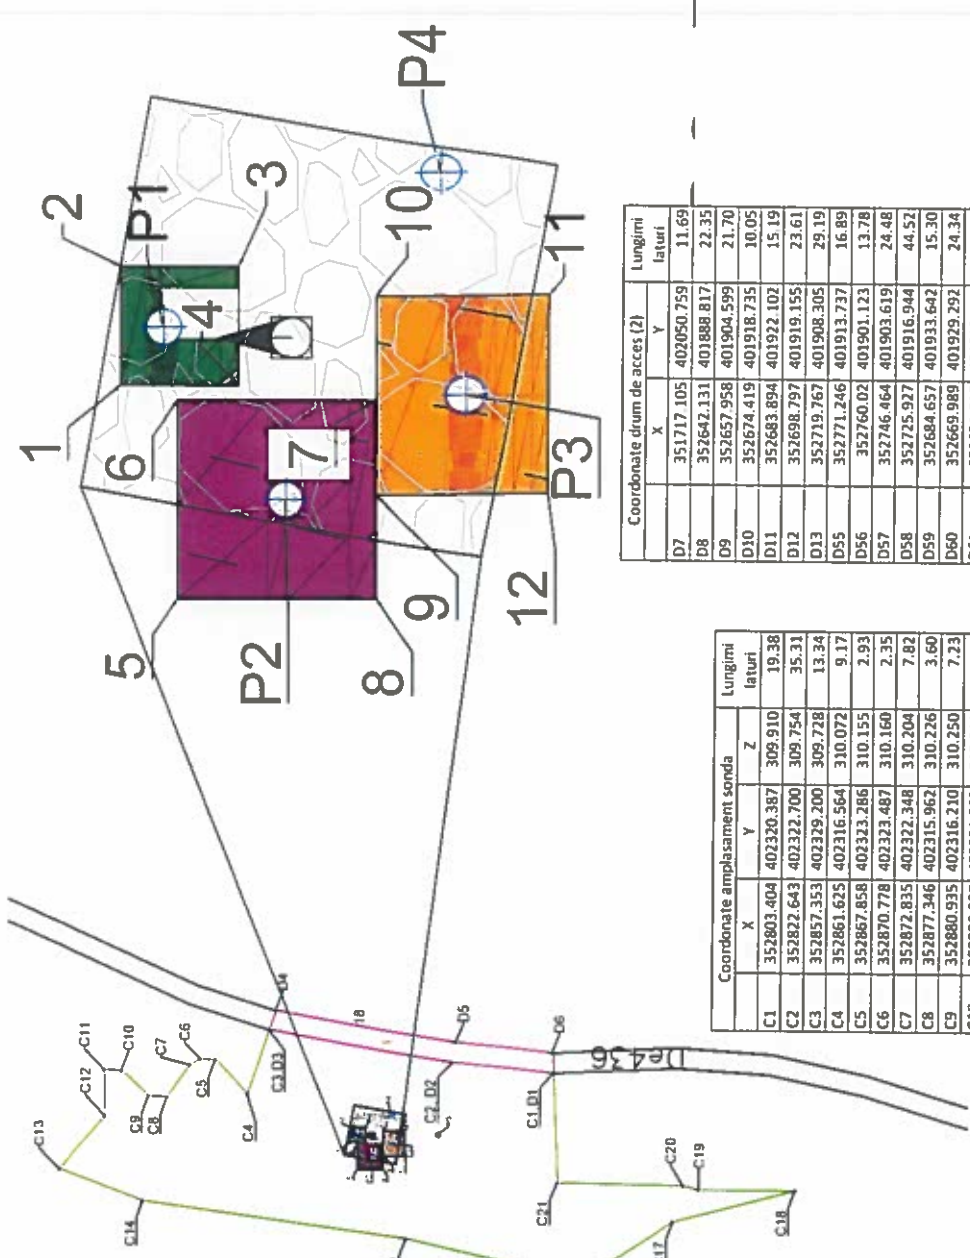 2
P1
3
P4
1
4
10
6
7
11
5
P2
9
P3
8
12
C11
C10
C12
C7
C6
C13
C9
C8
C5
C4
C3,D3
D4
18
D5
C14
C2,D2
C1,D1
D6
De436
C21
C20
C19
C18
Coordonate drum de acces (2) Lungimi laturi
X Y
D7 351717.105 402050.759 11.69
D8 352642.131 401888.817 22.35
D9 352657.958 401904.599 21.70
D10 352674.419 401918.735 10.05
D11 352683.894 401922.102 15.19
D12 352698.797 401919.155 23.61
D13 352719.767 401908.305 29.19
D55 352771.246 401913.737 16.89
D56 352760.02 401901.123 13.78
D57 352746.464 401903.619 24.48
D58 352725.927 401916.944 44.52
D59 352684.657 401933.642 15.30
D60 352669.989 401929.292 24.34
Coordonate amplasament sonda Lungimi laturi
X Y Z
C1 352803.404 402320.387 309.910 19.38
C2 352822.643 402322.700 309.754 35.31
C3 352857.353 402329.200 309.728 13.34
C4 352861.625 402316.564 310.072 9.17
C5 352867.858 402323.286 310.155 2.93
C6 352870.778 402323.487 310.160 2.35
C7 352872.835 402322.348 310.204 7.82
C8 352877.346 402315.962 310.226 3.60
C9 352880.935 402316.210 310.250 7.23